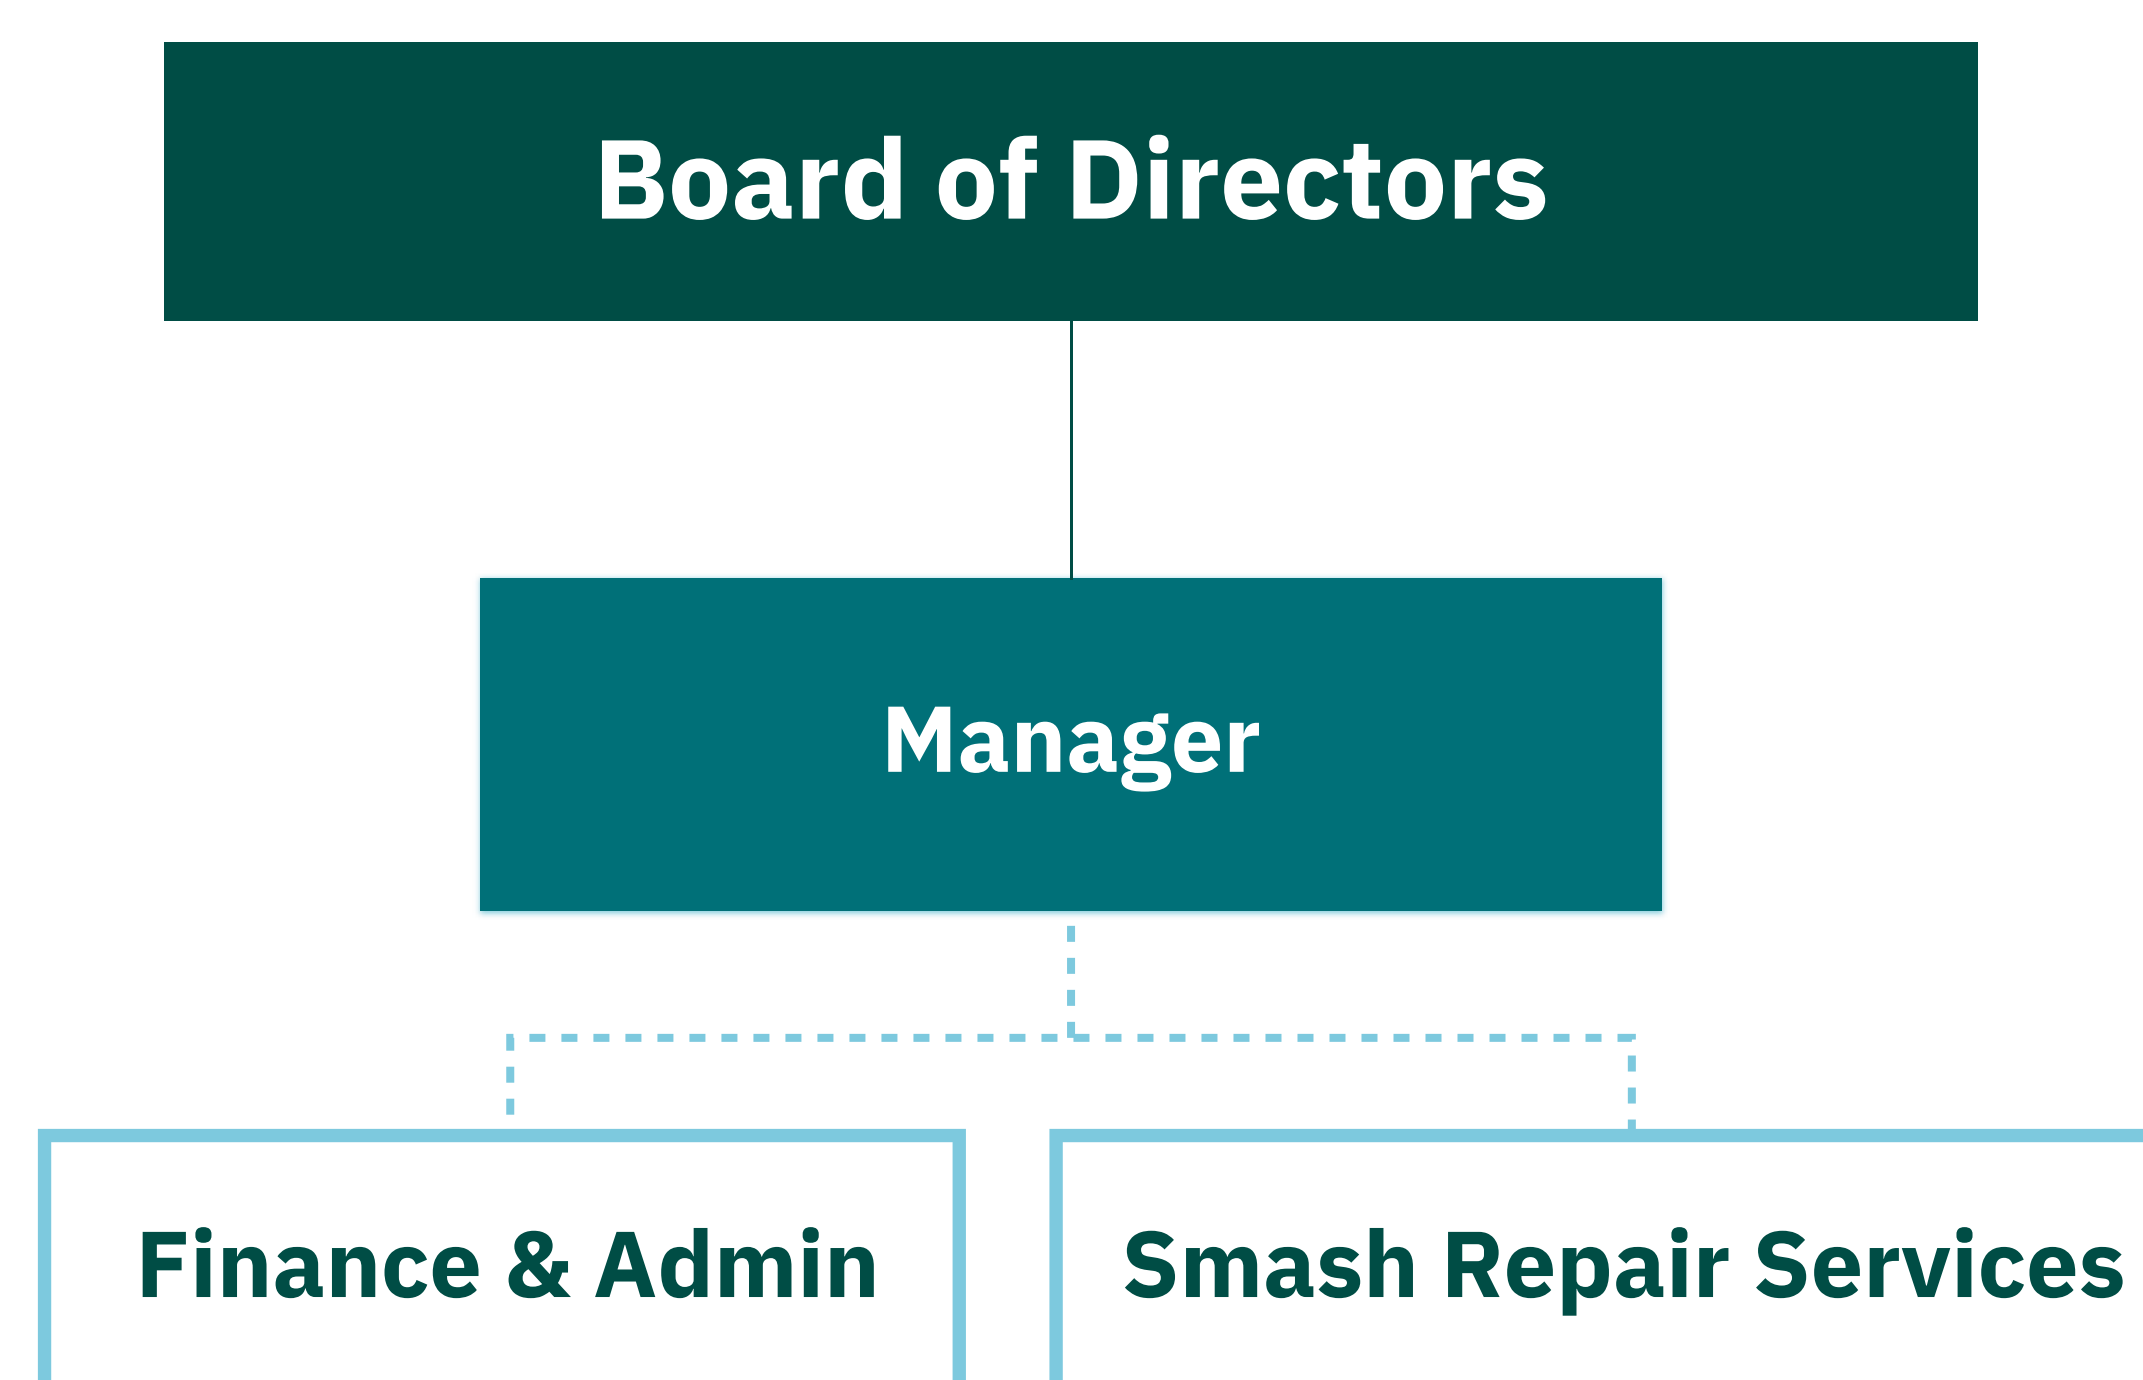 Board of Directors
Manager
Finance & Admin
Smash Repair Services